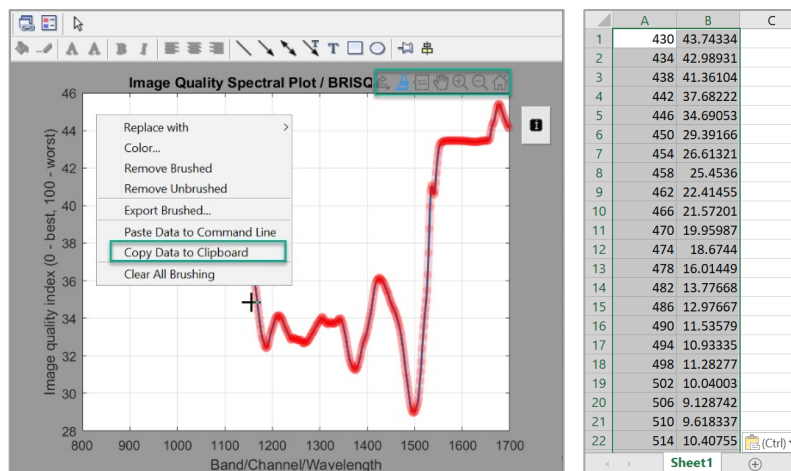 A A B I T
Image Quality Spectral Plot / BRISQ
Image quality index (0 - best, 100 - worst)
46
44
42
40
38
36
34
32
30
28
Replace with
Color...
Remove Brushed
Remove Unbrushed
Export Brushed...
Paste Data to Command Line
Copy Data to Clipboard
Clear All Brushing
800 900 1000 1100 1200 1300 1400 1500 1600 1700
Band/Channel/Wavelength
A B C
1 430 43.74334
2 434 42.98931
3 438 41.36104
4 442 37.68222
5 446 34.69053
6 450 29.39166
7 454 26.61321
8 458 25.4536
9 462 22.41455
10 466 21.57201
11 470 19.95987
12 474 18.6744
13 478 16.01449
14 482 13.77668
15 486 12.97667
16 490 11.53579
17 494 10.93335
18 498 11.28277
19 502 10.04003
20 506 9.128742
21 510 9.618337
22 514 10.40755 (Ctrl)
Sheet1